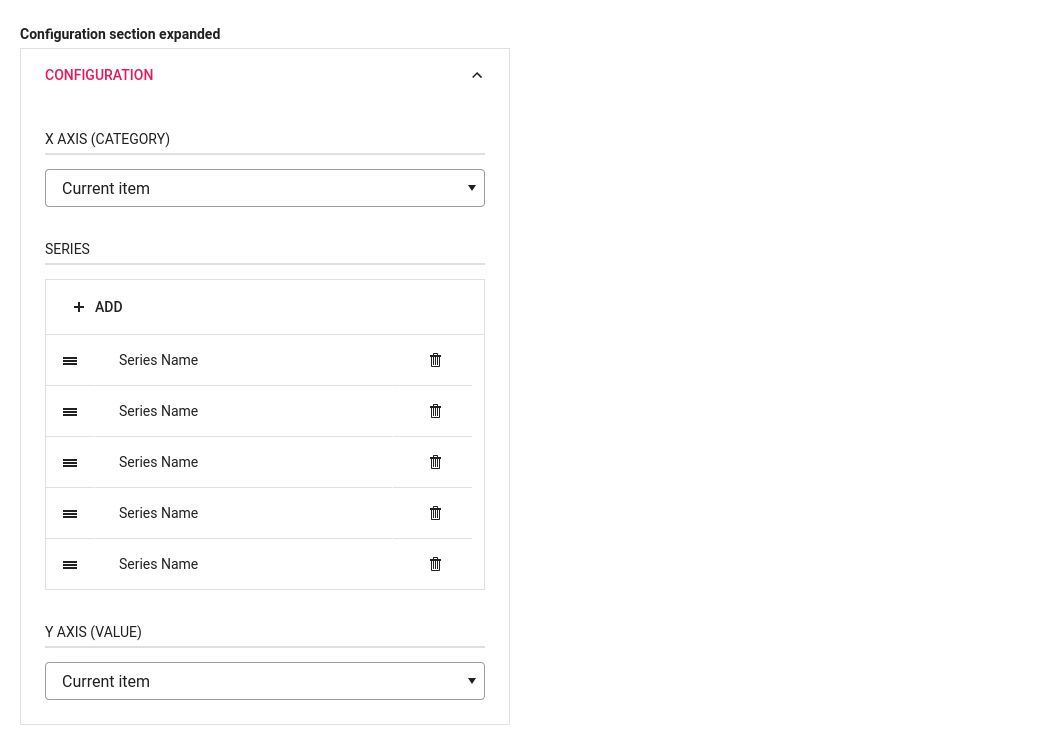 Configuration section expanded
CONFIGURATION
X AXIS (CATEGORY)
Current item
SERIES
ADD
Series Name
Series Name
Series Name
Series Name
Series Name
Y AXIS (VALUE)
Current item